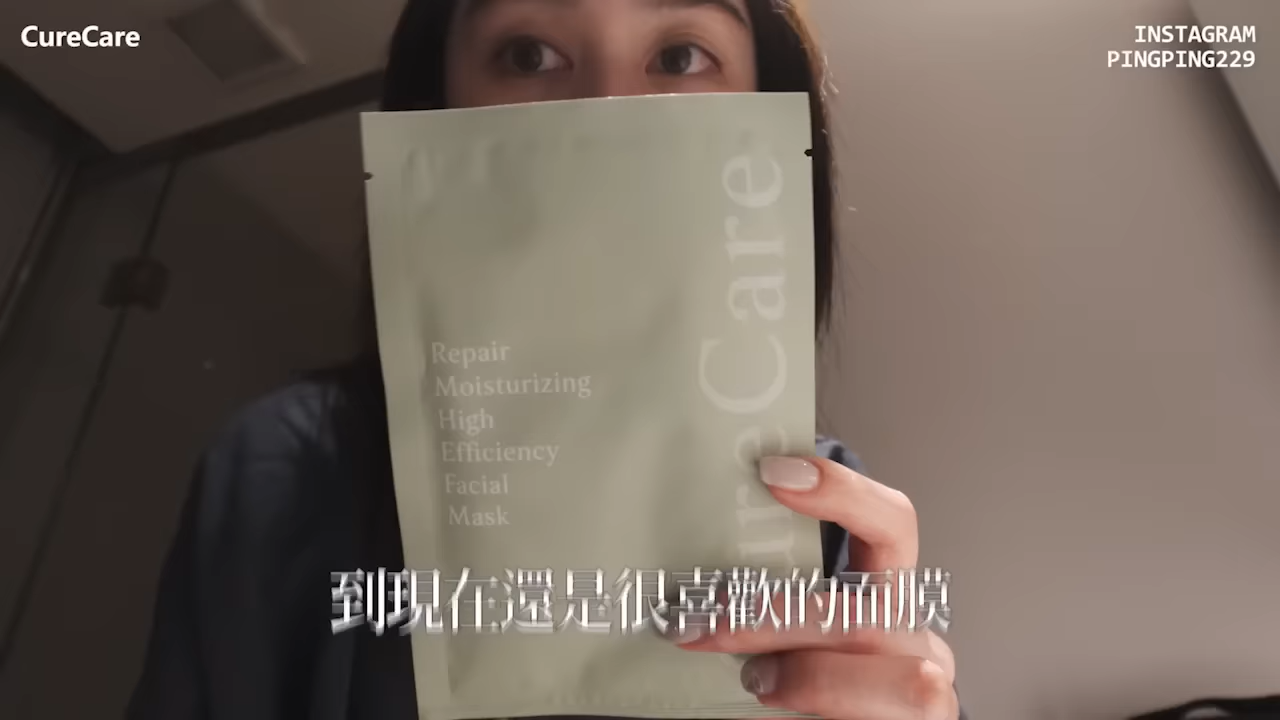 CureCare
INSTAGRAM
PINGPING229
CureCare
Repair
Moisturizing
High
Efficiency
Facial
Mask
到現在還是很喜歡的面膜